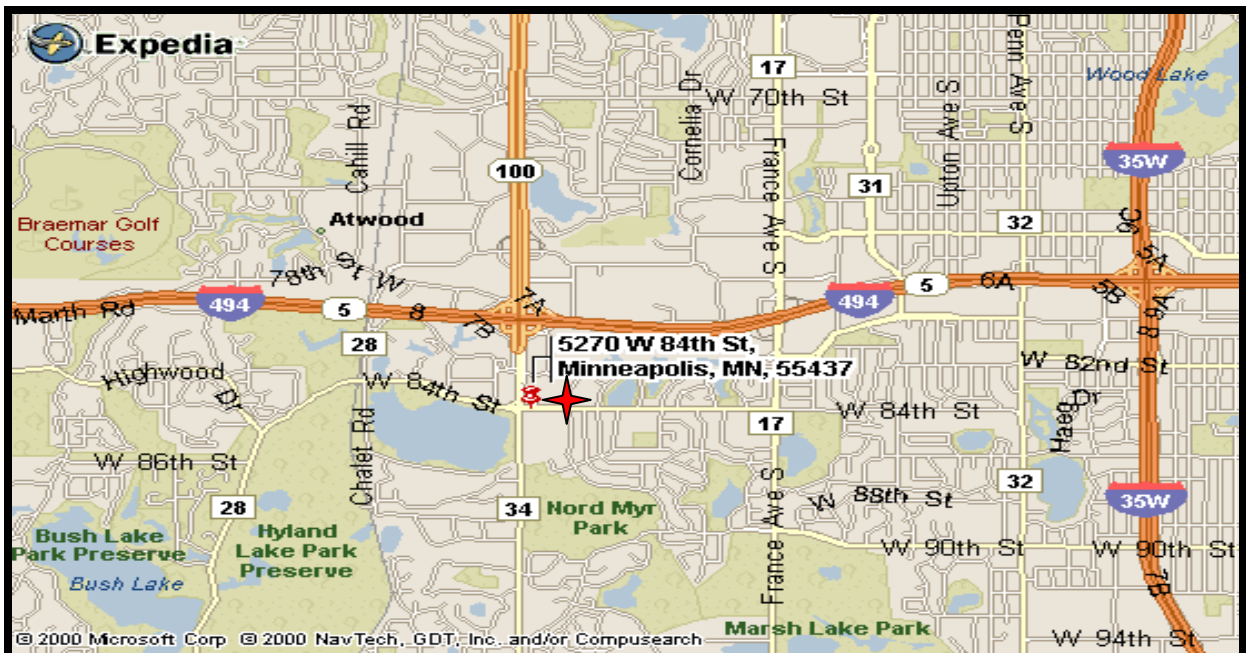 Expedia
17
W 70th St
Cornelia Dr
Upton Ave S
Penn Ave S
Wood Lake
Cahill Rd
35W
100
31
France Ave S
Braemar Golf
Courses
Atwood
32
78th St W
5A
494
5
8
7B
7A
494
5
6A
5B
9A
Marth Rd
28
5270 W 84th St,
Minneapolis, MN, 55437
W 82nd St
Highwood Dr
W 84th St
W 84th St
Haeg Dr
17
Chalet Rd
W 86th St
32
28
34
Nord Myr
Park
France Ave S
W 88th St
35W
Bush Lake
Park Preserve
Hyland
Lake Park
Preserve
W 90th St
W 90th St
Bush Lake
7B
Marsh Lake Park
W 94th St
© 2000 Microsoft Corp © 2000 NavTech, GDT, Inc. and/or Compusearch